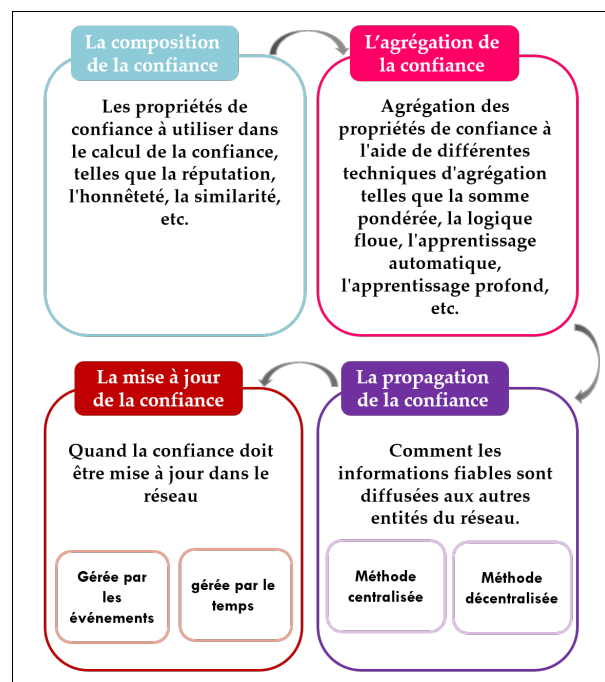 La composition
de la confiance
Les propriétés de
confiance à utiliser dans
le calcul de la confiance,
telles que la réputation,
l'honnêteté, la similarité,
etc.
L'agrégation de
la confiance
Agrégation des
propriétés de confiance à
l'aide de différentes
techniques d'agrégation
telles que la somme
pondérée, la logique
floue, l'apprentissage
automatique,
l'apprentissage profond,
etc.
La propagation
de la confiance
Comment les
informations fiables sont
diffusées aux autres
entités du réseau.
Méthode
centralisée
Méthode
décentralisée
La mise à jour
de la confiance
Quand la confiance doit
être mise à jour dans le
réseau
Gérée par
les
événements
gérée par le
temps